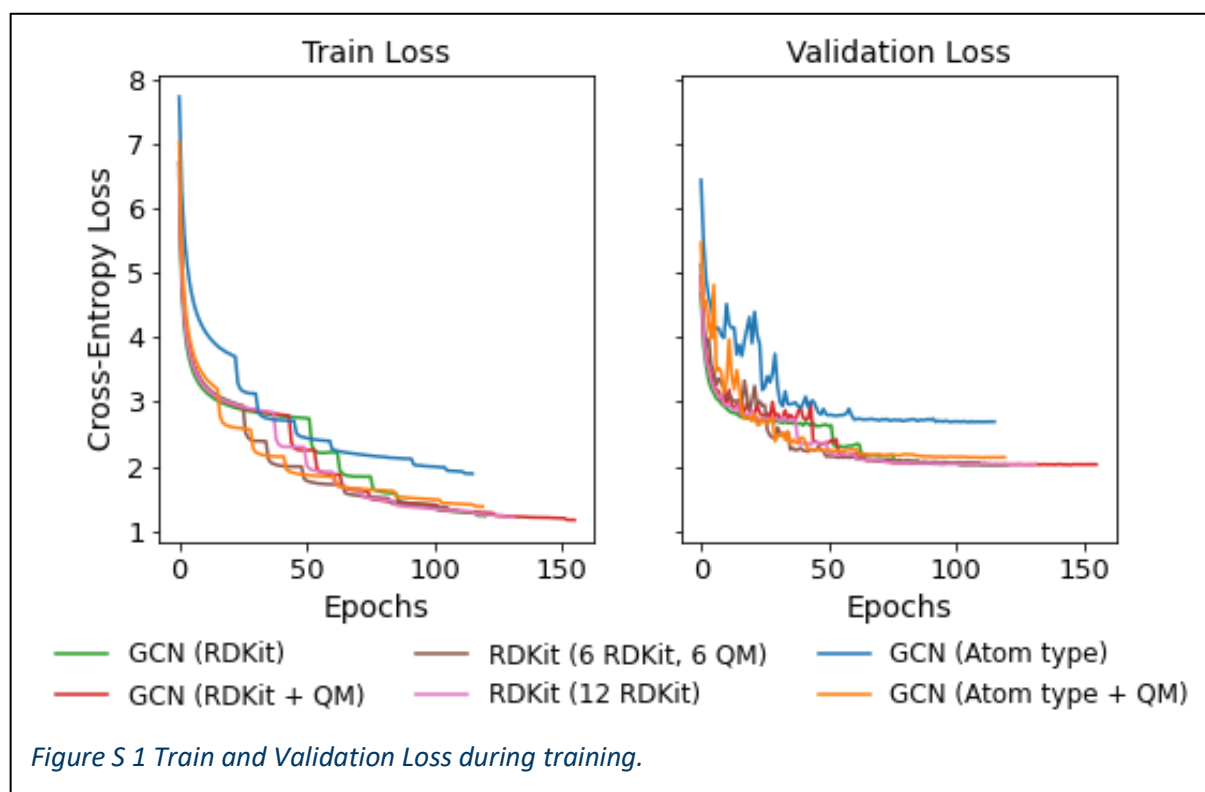 Train Loss
Validation Loss
8
7
6
5
4
3
2
1
Cross-Entropy Loss
0 50 100 150
0 50 100 150
Epochs
Epochs
GCN (RDKit)
RDKit (6 RDKit, 6 QM)
GCN (Atom type)
GCN (RDKit + QM)
RDKit (12 RDKit)
GCN (Atom type + QM)
Figure S 1 Train and Validation Loss during training.